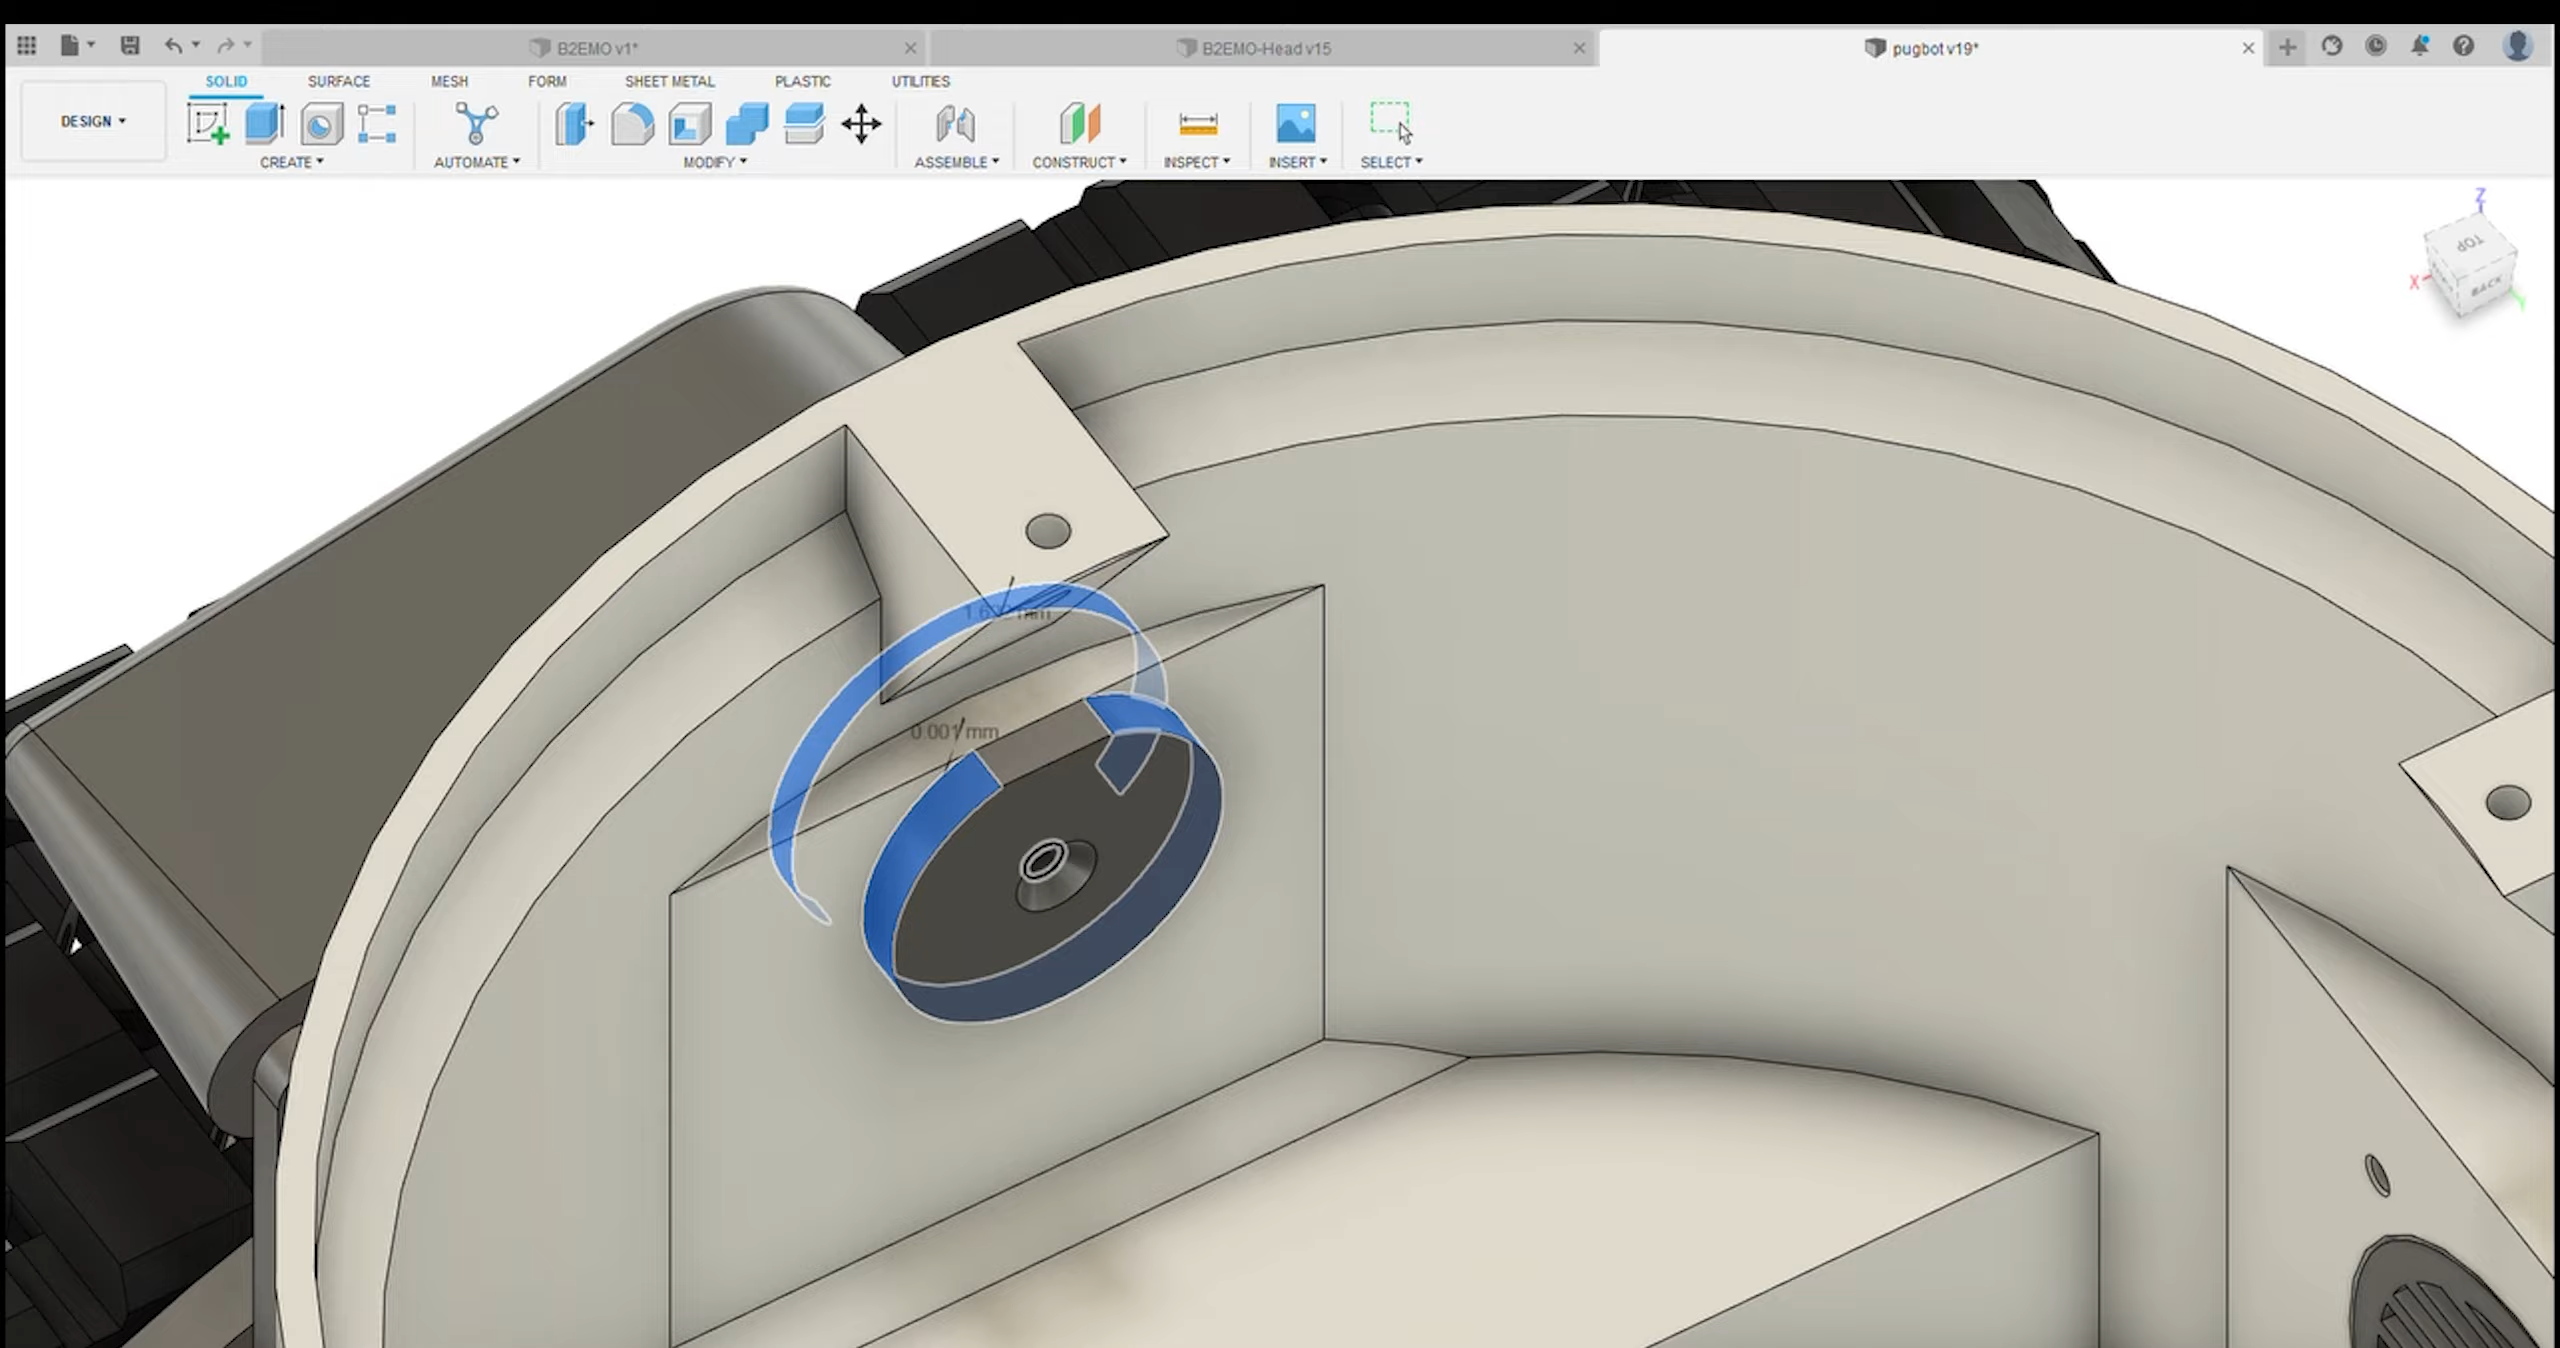 B2EMO v1*
B2EMO-Head v15
pugbot v19*
SOLID
SURFACE
MESH
FORM
SHEET METAL
PLASTIC
UTILITIES
DESIGN
CREATE
AUTOMATE
MODIFY
ASSEMBLE
CONSTRUCT
INSPECT
INSERT
SELECT
Z
TOP
X
BACK
Y
0.001 mm